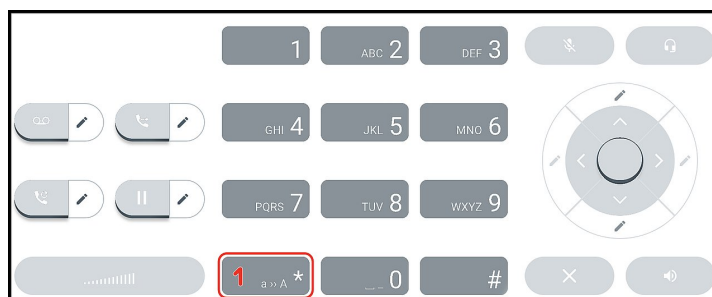 1
ABC 2
DEF 3
GHI 4
JKL 5
MNO 6
PQRS 7
TUV 8
WXYZ 9
1 a »» A *
__ 0
#